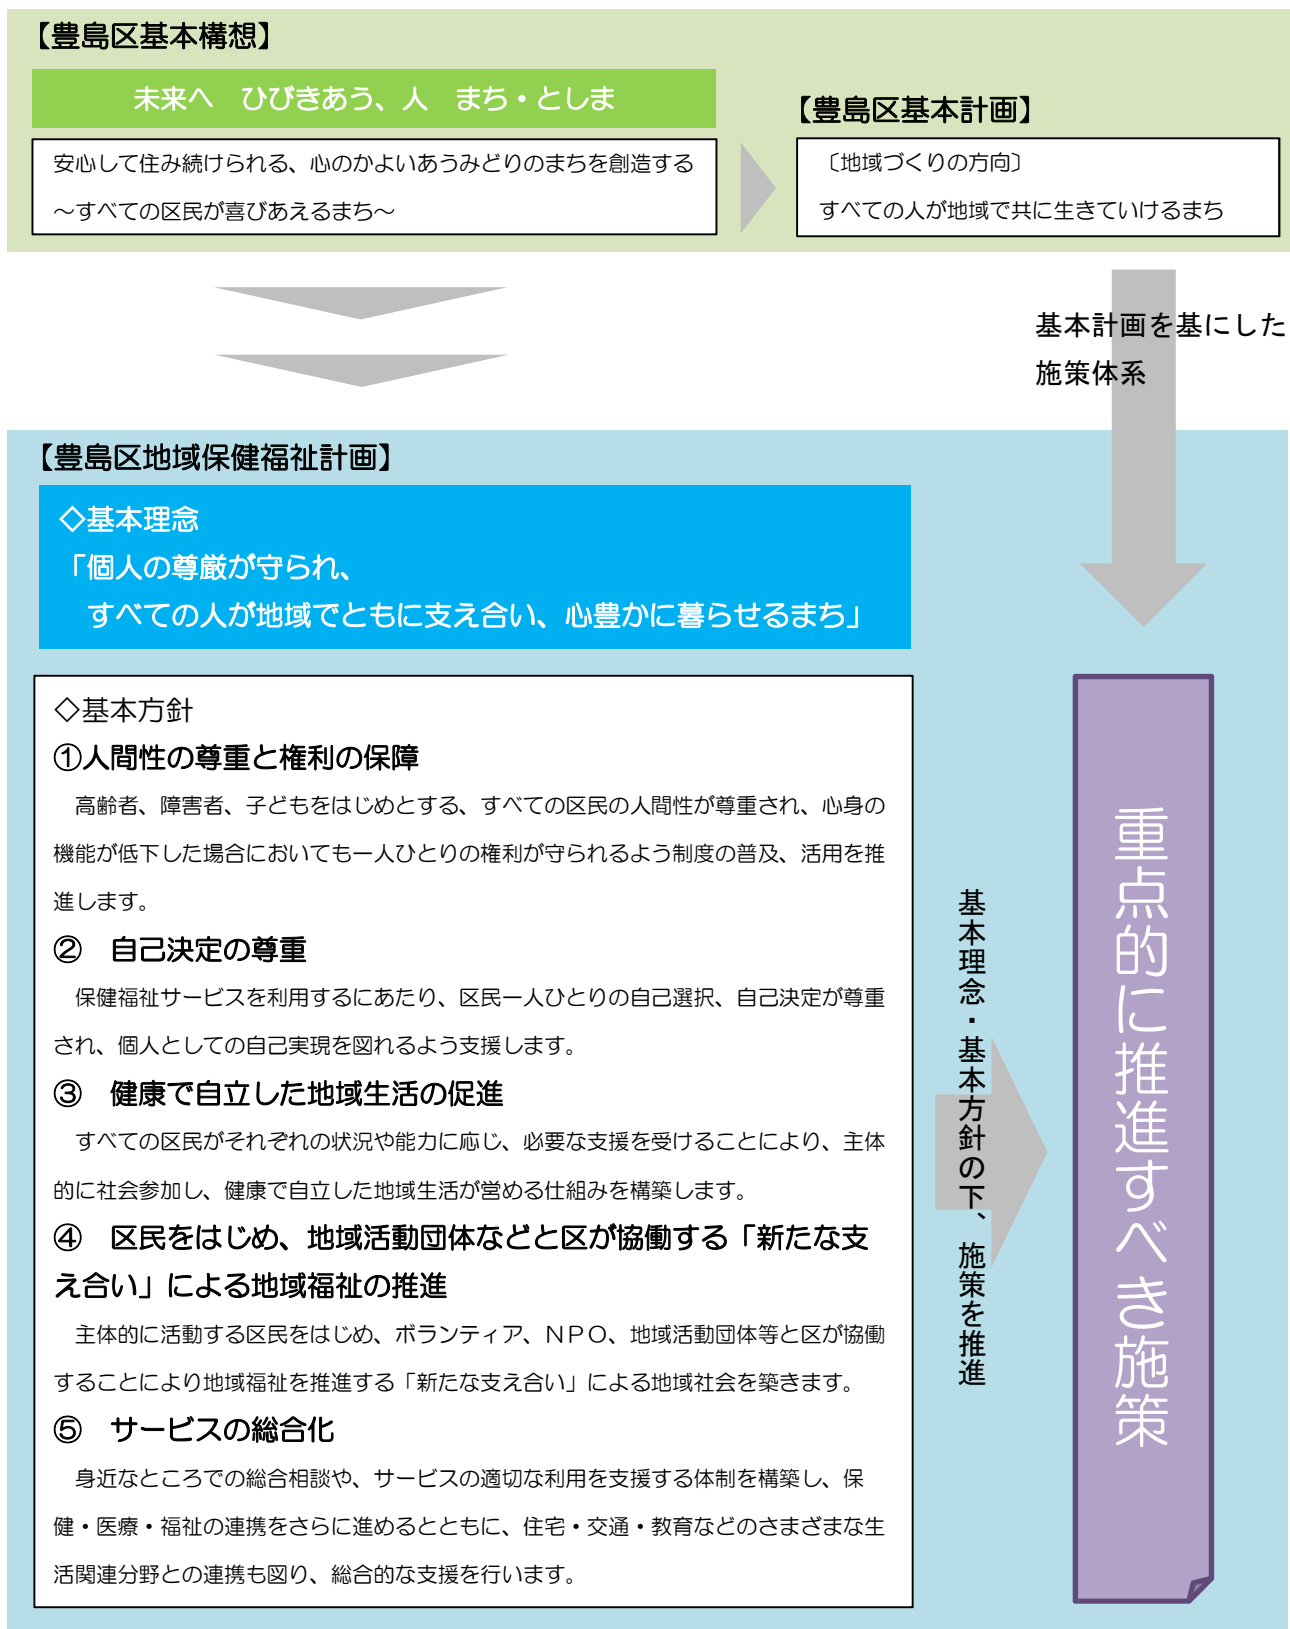 【豊島区基本構想】
未来へ　ひびきあう、人　まち・としま
安心して住み続けられる、心のかよいあうみどりのまちを創造する
～すべての区民が喜びあえるまち～
【豊島区基本計画】
〔地域づくりの方向〕
すべての人が地域で共に生きていけるまち
基本計画を基にした
施策体系
【豊島区地域保健福祉計画】
◇基本理念
「個人の尊厳が守られ、
すべての人が地域でともに支え合い、心豊かに暮らせるまち」
◇基本方針
①人間性の尊重と権利の保障
高齢者、障害者、子どもをはじめとする、すべての区民の人間性が尊重され、心身の
機能が低下した場合においても一人ひとりの権利が守られるよう制度の普及、活用を推
進します。
②　自己決定の尊重
保健福祉サービスを利用するにあたり、区民一人ひとりの自己選択、自己決定が尊重
され、個人としての自己実現を図れるよう支援します。
③　健康で自立した地域生活の促進
すべての区民がそれぞれの状況や能力に応じ、必要な支援を受けることにより、主体
的に社会参加し、健康で自立した地域生活が営める仕組みを構築します。
④　区民をはじめ、地域活動団体などと区が協働する「新たな支
え合い」による地域福祉の推進
主体的に活動する区民をはじめ、ボランティア、ＮＰＯ、地域活動団体等と区が協働
することにより地域福祉を推進する「新たな支え合い」による地域社会を築きます。
⑤　サービスの総合化
身近なところでの総合相談や、サービスの適切な利用を支援する体制を構築し、保
健・医療・福祉の連携をさらに進めるとともに、住宅・交通・教育などのさまざまな生
活関連分野との連携も図り、総合的な支援を行います。
基本理念・基本方針の下、施策を推進
重点的に推進すべき施策